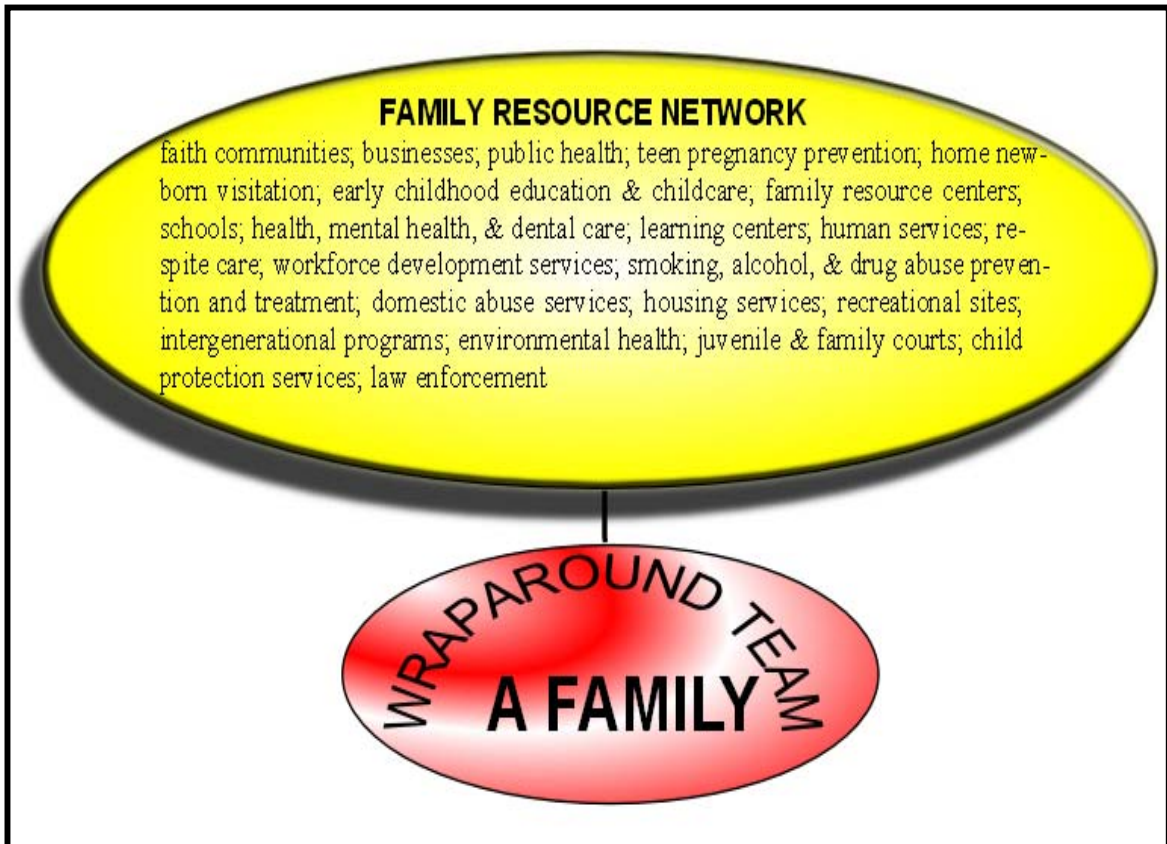 FAMILY RESOURCE NETWORK
faith communities; businesses; public health; teen pregnancy prevention; home new-
born visitation; early childhood education & childcare; family resource centers;
schools; health, mental health, & dental care; learning centers; human services; re-
spite care; workforce development services; smoking, alcohol, & drug abuse preven-
tion and treatment; domestic abuse services; housing services; recreational sites;
intergenerational programs; environmental health; juvenile & family courts; child
protection services; law enforcement
WRAPAROUND TEAM
A FAMILY